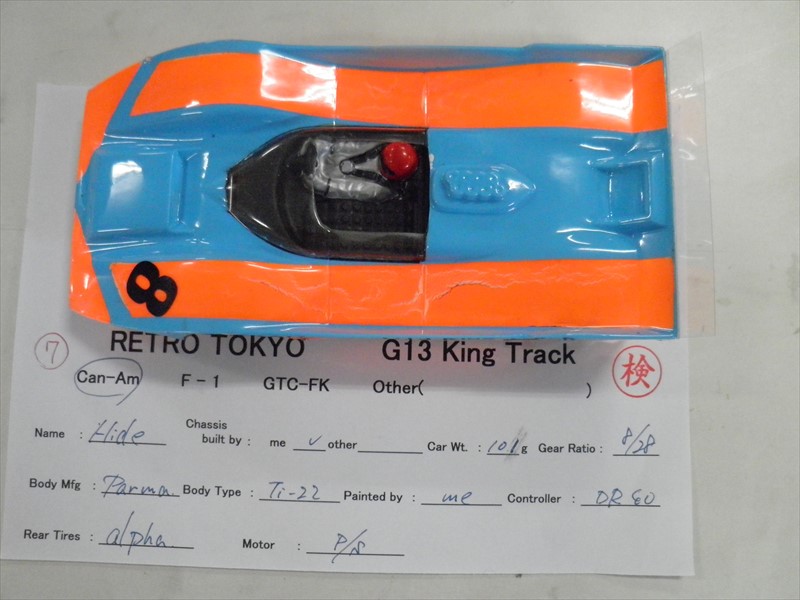 8
7 RETRO TOKYO G13 King Track
Can-Am F-1 GTC-FK Other( ) 検
Name : Hide Chassis built by : me ✓ other Car Wt. : 101 g Gear Ratio : 8/28
Body Mfg : Parma Body Type : Ti-22 Painted by : me Controller : DR
Rear Tires : alpha Motor : P/S